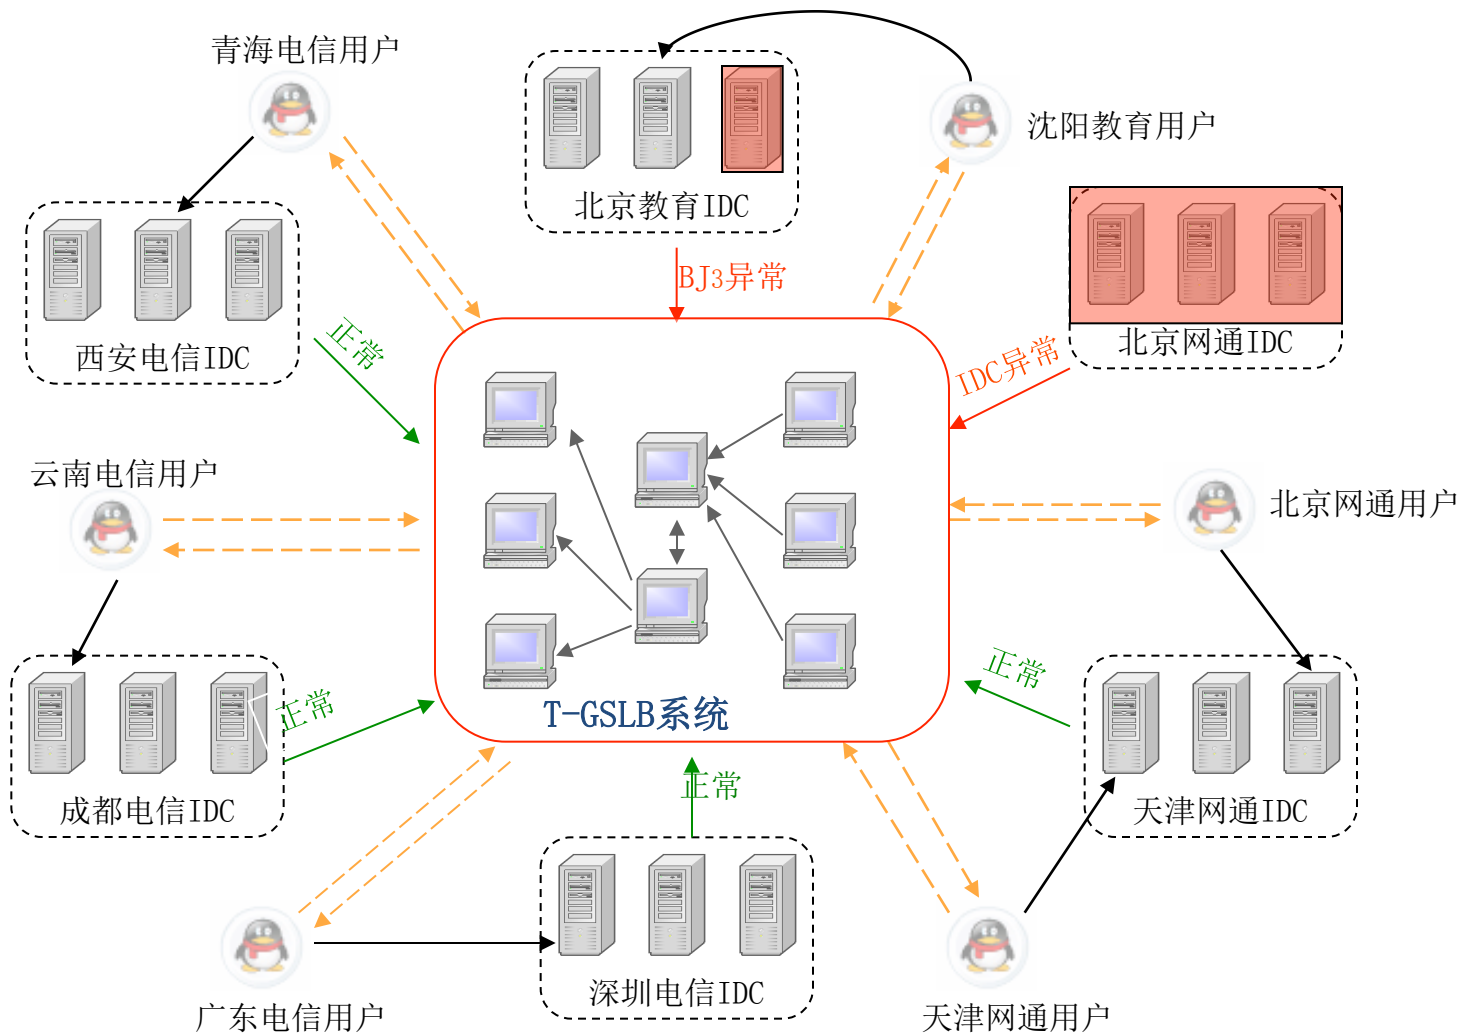 青海电信用户
沈阳教育用户
北京教育IDC
BJ3异常
北京网通IDC
西安电信IDC
正常
IDC异常
云南电信用户
北京网通用户
正常
正常
T-GSLB系统
正常
成都电信IDC
天津网通IDC
深圳电信IDC
广东电信用户
天津网通用户